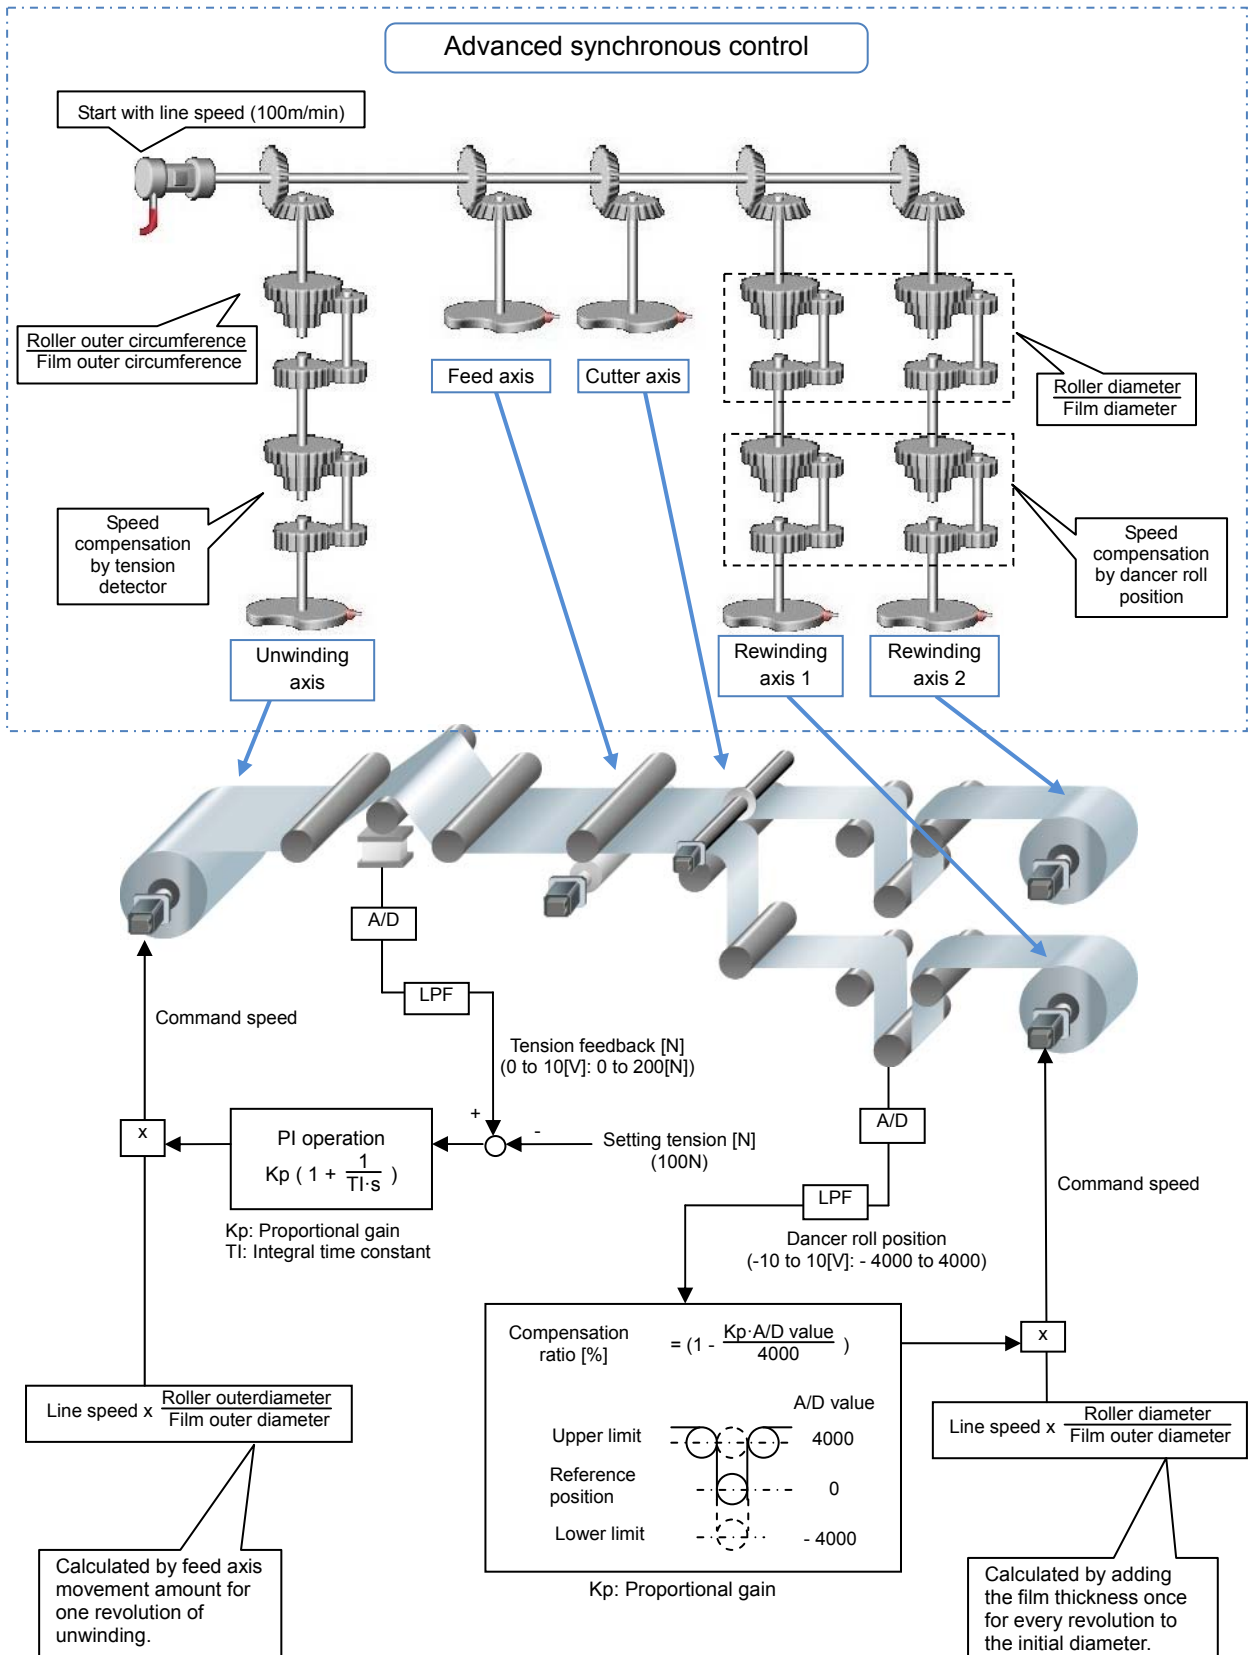 Advanced synchronous control
Start with line speed (100m/min)
Roller outer circumference
Film outer circumference
Feed axis
Cutter axis
Roller diameter
Film diameter
Speed
compensation
by tension
detector
Speed
compensation
by dancer roll
position
Unwinding
axis
Rewinding
axis 1
Rewinding
axis 2
A/D
LPF
Command speed
Tension feedback [N]
(0 to 10[V]: 0 to 200[N])
+
-
x
PI operation
Kp ( 1 + 1 / TI·s )
Setting tension [N]
(100N)
Kp: Proportional gain
TI: Integral time constant
A/D
LPF
Command speed
Dancer roll position
(-10 to 10[V]: - 4000 to 4000)
Compensation
ratio [%]
= (1 - Kp·A/D value / 4000 )
x
A/D value
Upper limit
4000
Reference
position
0
Lower limit
- 4000
Kp: Proportional gain
Line speed x Roller outerdiameter / Film outer diameter
Line speed x Roller diameter / Film outer diameter
Calculated by feed axis
movement amount for
one revolution of
unwinding.
Calculated by adding
the film thickness once
for every revolution to
the initial diameter.